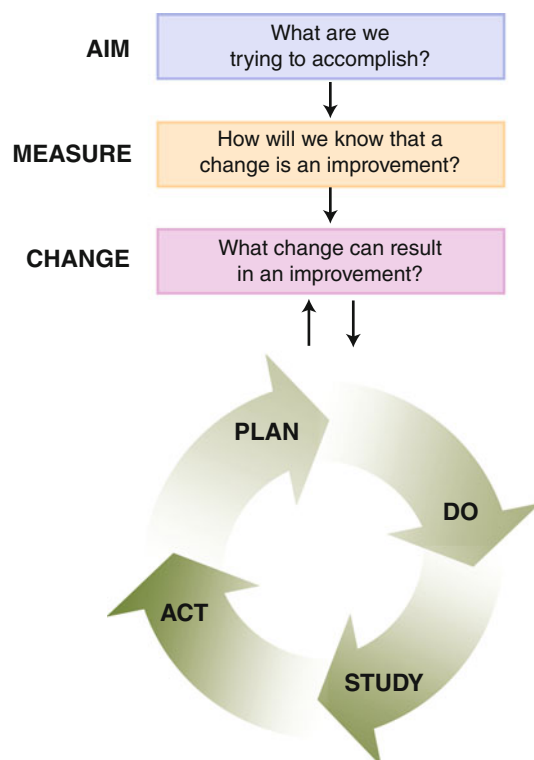 AIM
What are we
trying to accomplish?
MEASURE
How will we know that a
change is an improvement?
CHANGE
What change can result
in an improvement?
PLAN
DO
STUDY
ACT